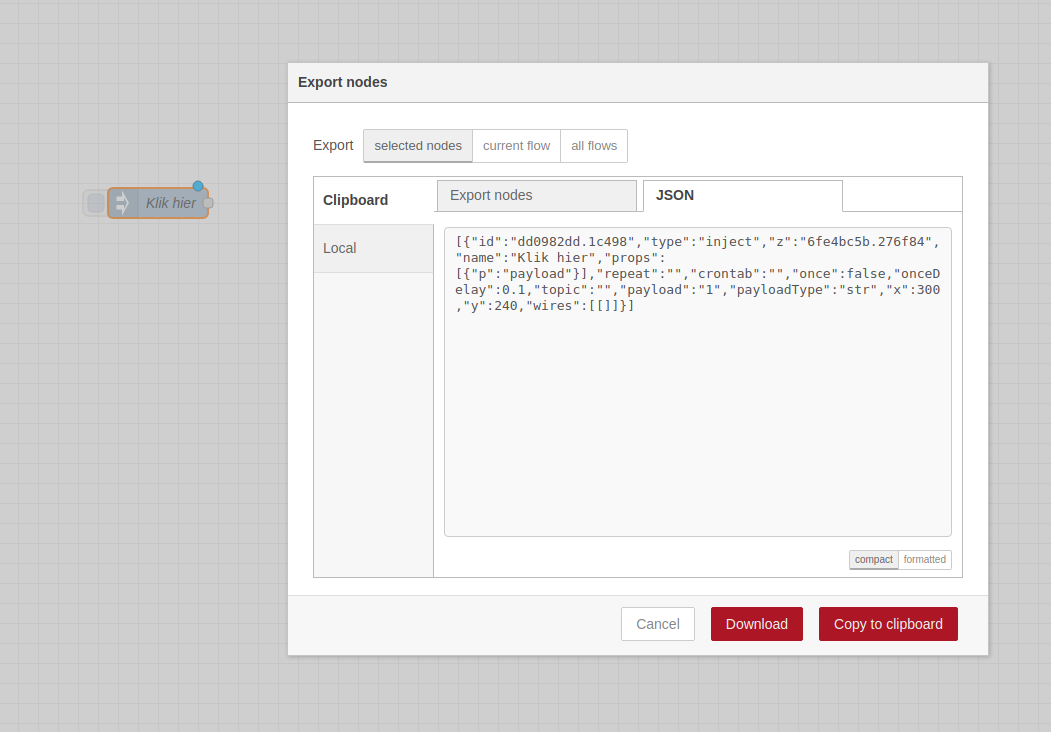 Export nodes
Export selected nodes current flow all flows
Clipboard
Export nodes
JSON
Klik hier
Local
[{"id":"dd0982dd.1c498","type":"inject","z":"6fe4bc5b.276f84",
"name":"Klik hier","props":
[{"p":"payload"}],"repeat":"","crontab":"","once":false,"onceD
elay":0.1,"topic":"","payload":"1","payloadType":"str","x":300
,"y":240,"wires":[[]]}]
compact formatted
Cancel
Download
Copy to clipboard